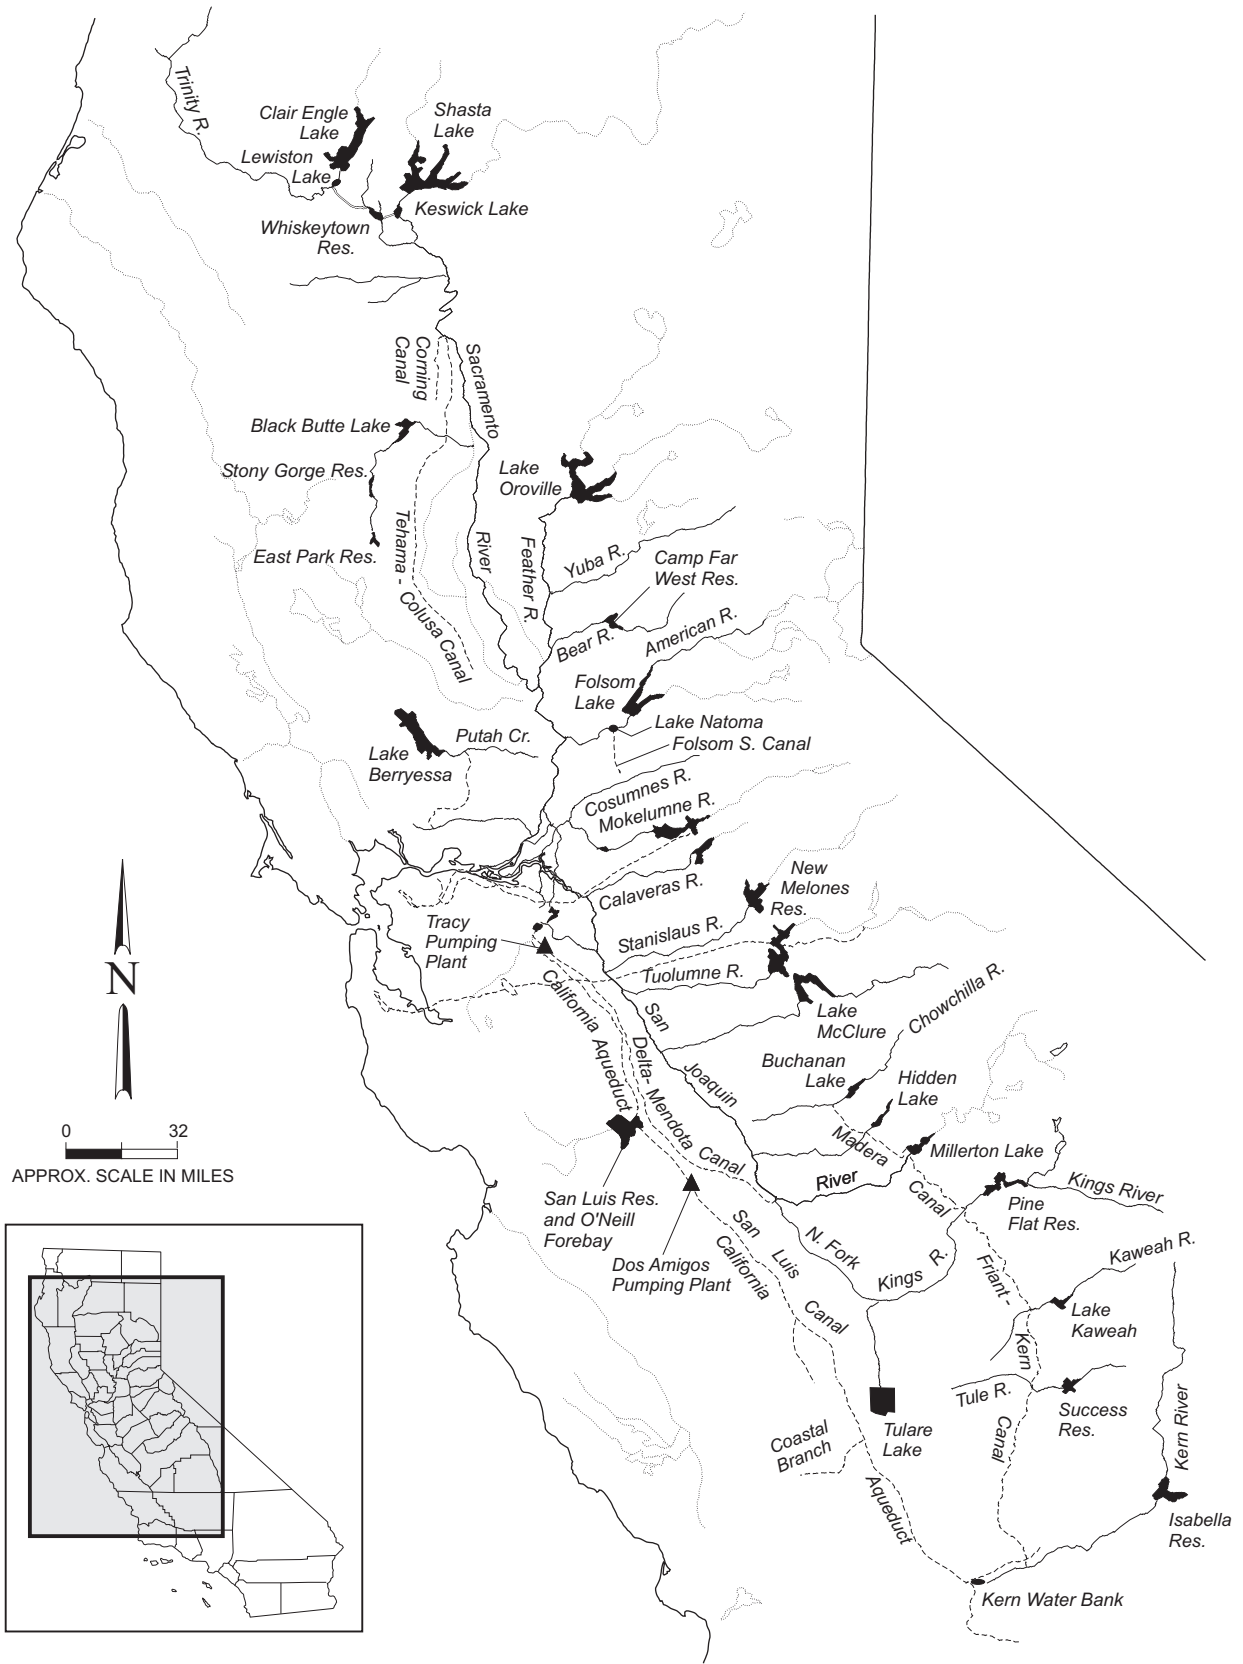 Trinity R.
Clair Engle
Lake
Shasta
Lake
Lewiston
Lake
Keswick Lake
Whiskeytown
Res.
Corning
Canal
Sacramento
River
Black Butte Lake
Stony Gorge Res.
East Park Res.
Tehama -
Colusa Canal
Lake
Oroville
Feather R.
Yuba R.
Camp Far
West Res.
Bear R.
American R.
Folsom
Lake
Lake Natoma
Folsom S. Canal
Putah Cr.
Lake
Berryessa
Cosumnes R.
Mokelumne R.
Calaveras R.
New
Melones
Res.
Stanislaus R.
Tracy
Pumping
Plant
Tuolumne R.
California
Aqueduct
San
Joaquin
River
Lake
McClure
Chowchilla R.
Delta-
Mendota
Canal
Buchanan
Lake
Hidden
Lake
Madera
Canal
Millerton Lake
N
0
32
APPROX. SCALE IN MILES
San Luis Res.
and O'Neill
Forebay
Dos Amigos
Pumping Plant
San
Luis
Canal
California
Aqueduct
N. Fork
Kings
R.
Pine
Flat Res.
Kings River
Friant-
Kern
Canal
Kaweah R.
Lake
Kaweah
Tule R.
Success
Res.
Tulare
Lake
Coastal
Branch
Kern River
Isabella
Res.
Kern Water Bank